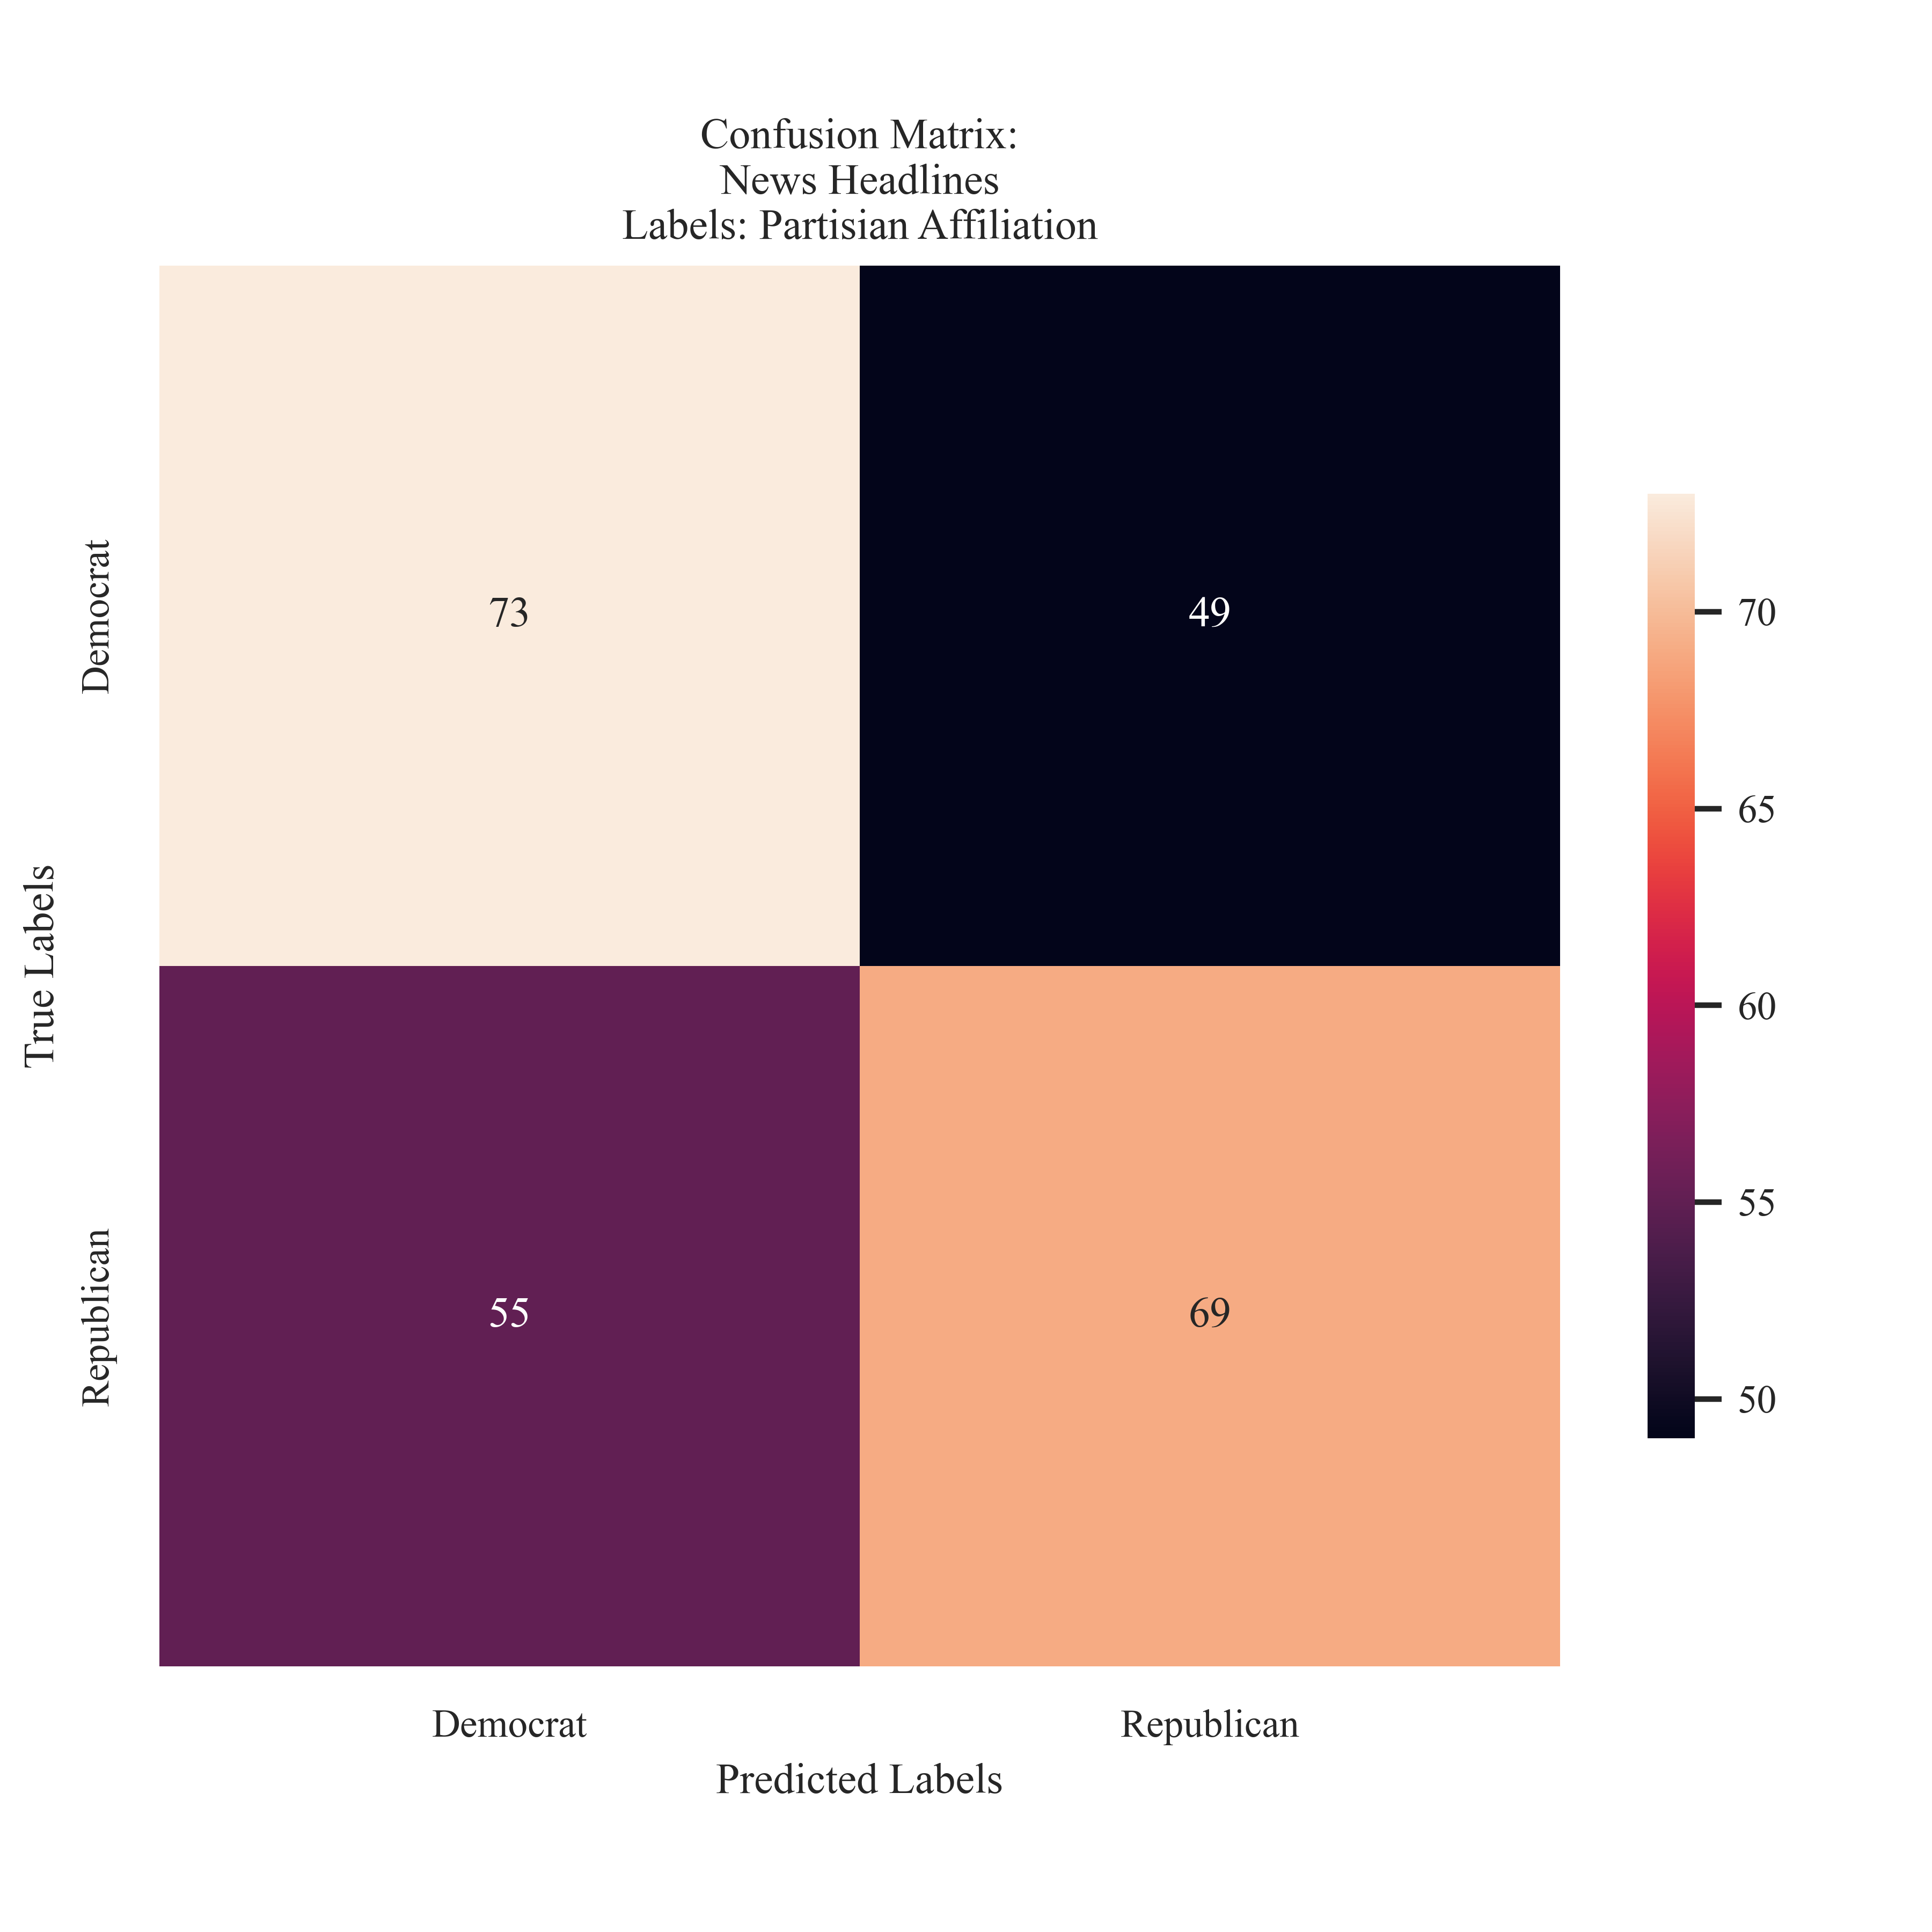 Confusion Matrix:
News Headlines
Labels: Partisian Affiliation
True Labels
Democrat
Republican
73
49
55
69
Democrat
Republican
Predicted Labels
70
65
60
55
50